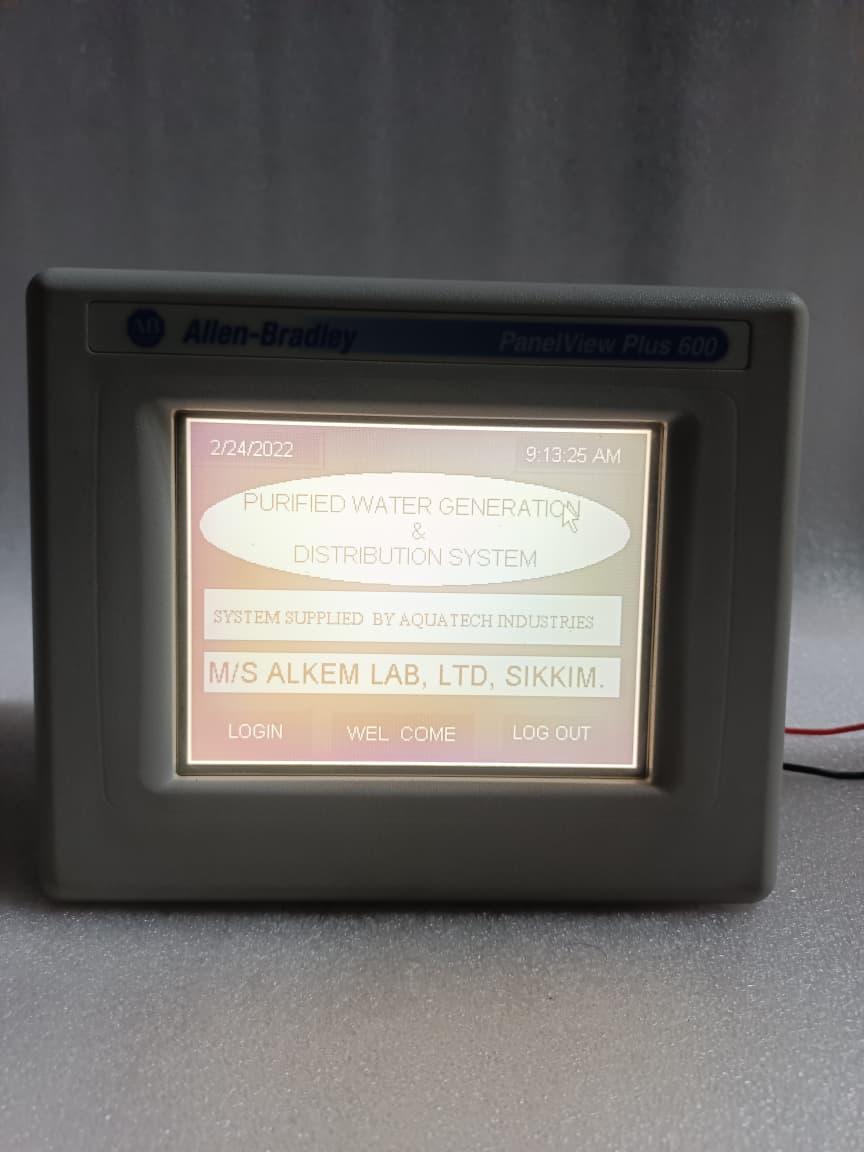 AB Allen-Bradley PanelView Plus 600
2/24/2022 9:13:25 AM
PURIFIED WATER GENERATION
&
DISTRIBUTION SYSTEM
SYSTEM SUPPLIED BY AQUATECH INDUSTRIES
M/S ALKEM LAB, LTD, SIKKIM.
LOGIN WEL COME LOG OUT